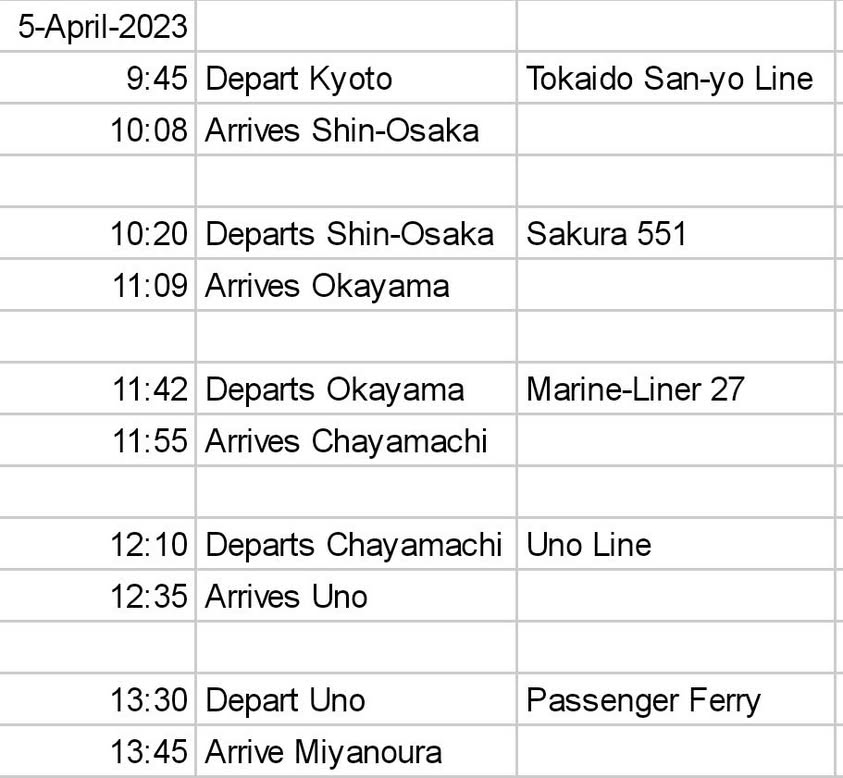 5-April-2023
9:45 Depart Kyoto Tokaido San-yo Line
10:08 Arrives Shin-Osaka
10:20 Departs Shin-Osaka Sakura 551
11:09 Arrives Okayama
11:42 Departs Okayama Marine-Liner 27
11:55 Arrives Chayamachi
12:10 Departs Chayamachi Uno Line
12:35 Arrives Uno
13:30 Depart Uno Passenger Ferry
13:45 Arrive Miyanoura